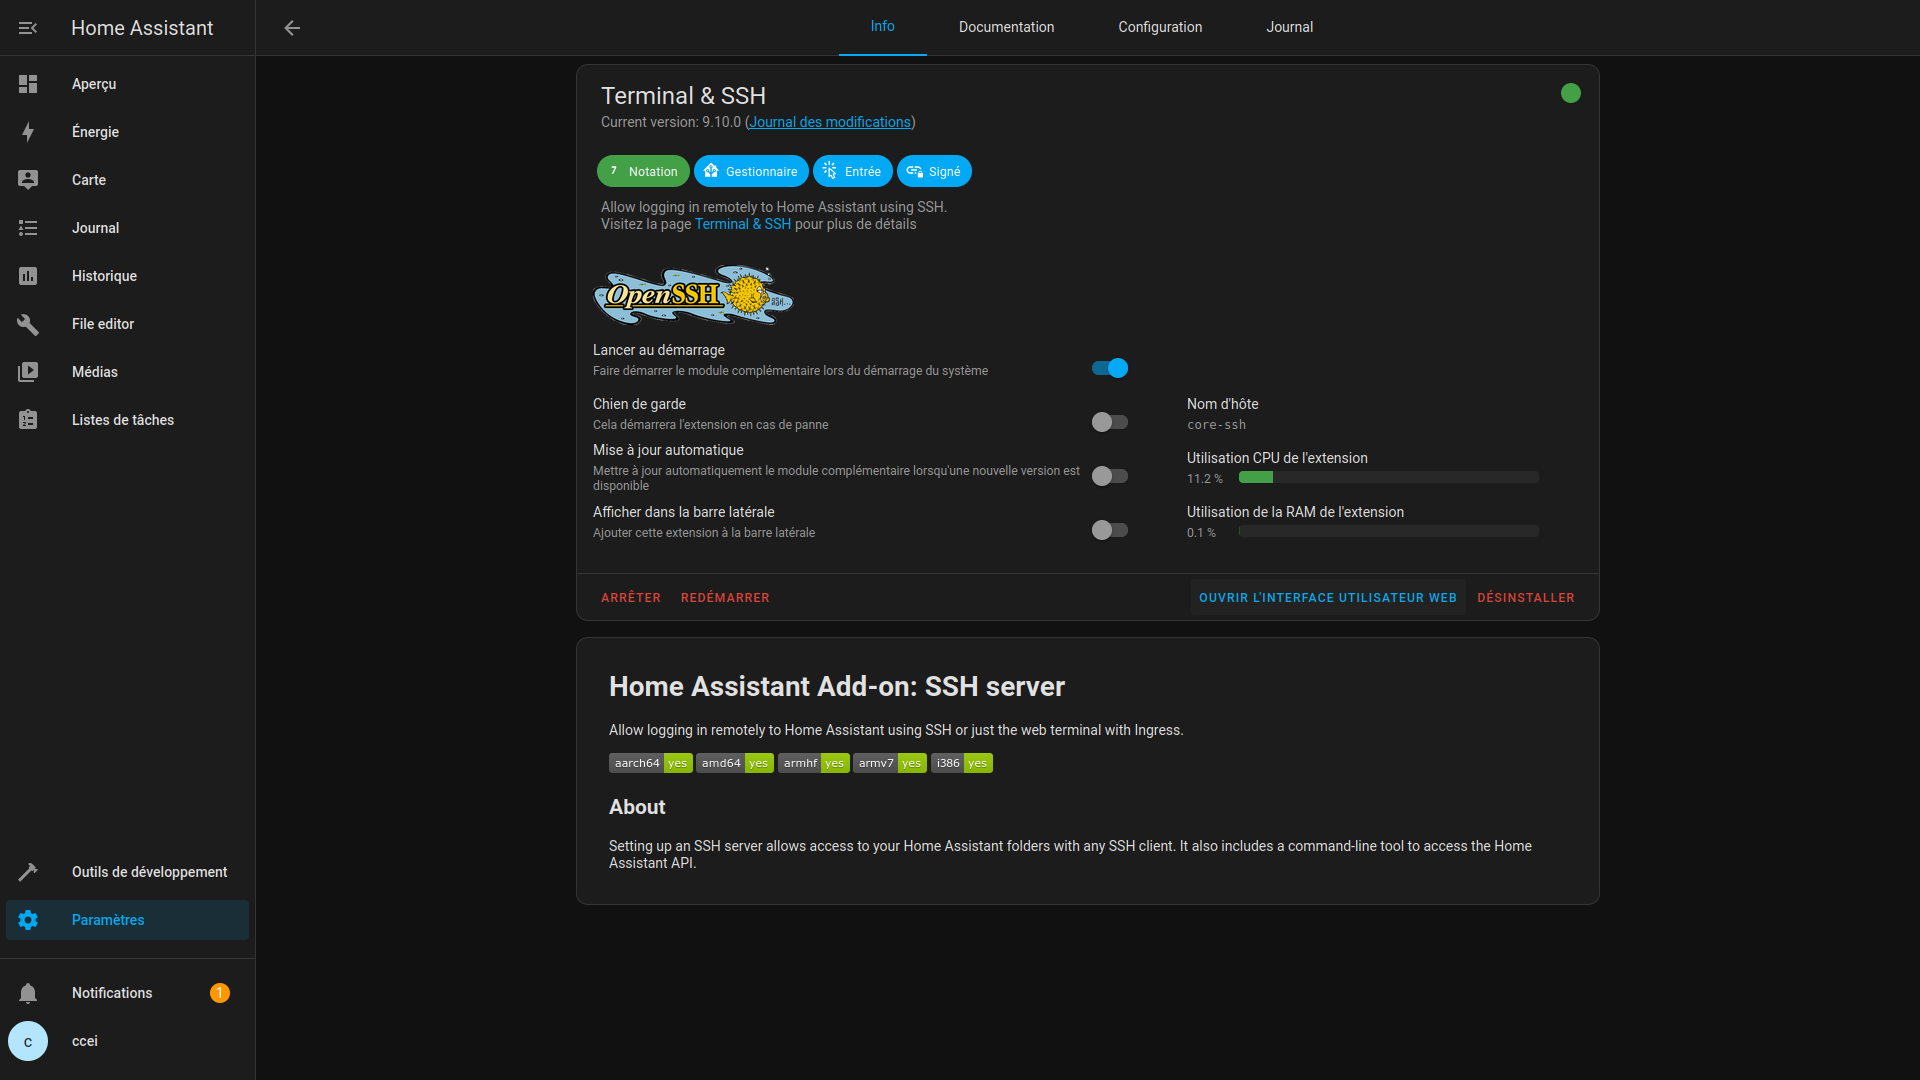 Home Assistant
Info
Documentation
Configuration
Journal
Aperçu
Énergie
Carte
Journal
Historique
File editor
Médias
Listes de tâches
Outils de développement
Paramètres
Notifications
1
c
ccei
Terminal & SSH
Current version: 9.10.0 (Journal des modifications)
7 Notation
Gestionnaire
Entrée
Signé
Allow logging in remotely to Home Assistant using SSH.
Visitez la page Terminal & SSH pour plus de détails
OpenSSH
SSH...
Lancer au démarrage
Faire démarrer le module complémentaire lors du démarrage du système
Chien de garde
Cela démarrera l'extension en cas de panne
Mise à jour automatique
Mettre à jour automatiquement le module complémentaire lorsqu'une nouvelle version est
disponible
Afficher dans la barre latérale
Ajouter cette extension à la barre latérale
Nom d'hôte
core-ssh
Utilisation CPU de l'extension
11.2 %
Utilisation de la RAM de l'extension
0.1 %
ARRÊTER
REDÉMARRER
OUVRIR L'INTERFACE UTILISATEUR WEB
DÉSINSTALLER
Home Assistant Add-on: SSH server
Allow logging in remotely to Home Assistant using SSH or just the web terminal with Ingress.
aarch64 yes
amd64 yes
armhf yes
armv7 yes
i386 yes
About
Setting up an SSH server allows access to your Home Assistant folders with any SSH client. It also includes a command-line tool to access the Home
Assistant API.